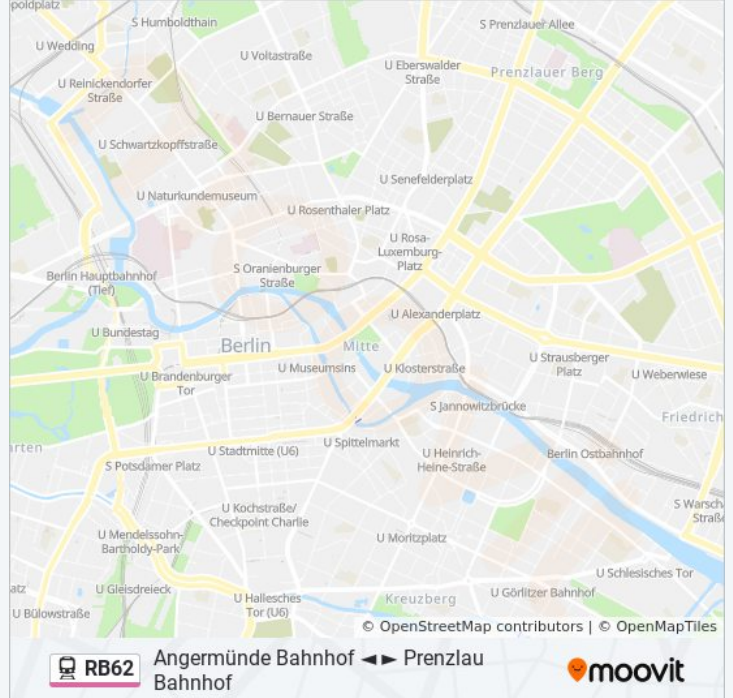 poldplatz
S Humboldthain
S Prenzlauer Allee
U Wedding
U Voltastraße
U Eberswalder
Straße
Prenzlauer Berg
U Reinickendorfer
Straße
U Bernauer Straße
U Schwartzkopffstraße
U Senefelderplatz
U Naturkundemuseum
U Rosenthaler Platz
U Rosa-
Luxemburg-
Platz
Berlin Hauptbahnhof
(Tief)
S Oranienburger
Straße
U Alexanderplatz
U Bundestag
Berlin
Mitte
U Strausberger
Platz
U Museumsins
U Klosterstraße
U Weberwiese
U Brandenburger
Tor
S Jannowitzbrücke
Friedrich
rten
U Stadtmitte (U6)
U Spittelmarkt
U Heinrich-
Heine-Straße
Berlin Ostbahnhof
S Potsdamer Platz
S Warsch
Straße
U Kochstraße/
Checkpoint Charlie
U Mendelssohn-
Bartholdy-Park
U Moritzplatz
U Schlesisches Tor
atz
U Gleisdreieck
U Görlitzer Bahnhof
U Hallesches
Tor (U6)
Kreuzberg
U Bülowstraße
© OpenStreetMap contributors | © OpenMapTiles
RB62
Angermünde Bahnhof ◄ ► Prenzlau
Bahnhof
moovit